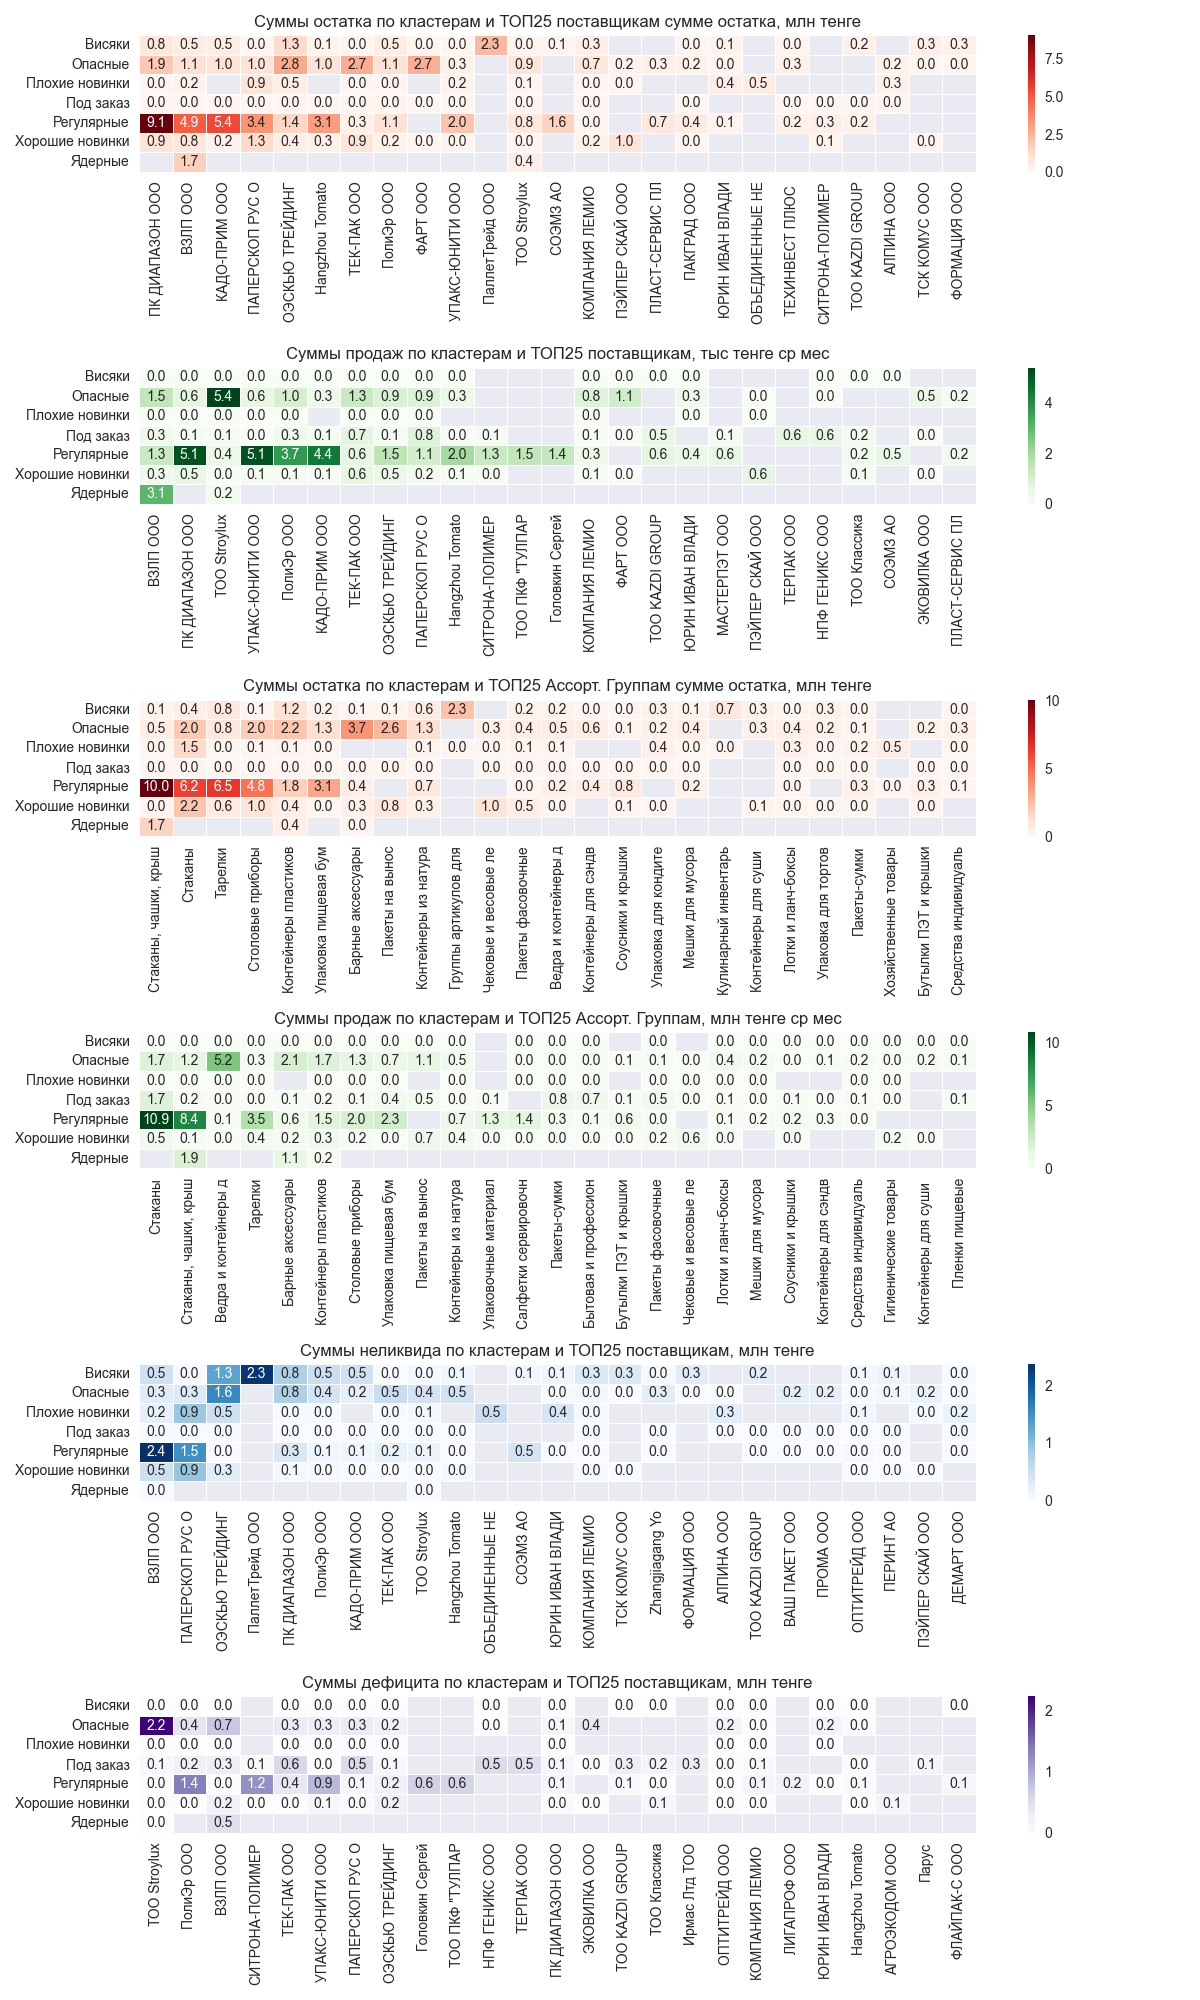 Суммы остатка по кластерам и ТОП25 поставщикам сумме остатка, млн тенге
Висяки 0.8 0.5 0.5 0.0 1.3 0.1 0.0 0.5 0.0 0.0 2.3 0.0 0.1 0.3 0.0 0.1 0.0 0.2 0.3 0.3
Опасные 1.9 1.1 1.0 1.0 2.8 1.0 2.7 1.1 2.7 0.3 0.9 0.7 0.2 0.3 0.2 0.0 0.3 0.2 0.0 0.0
Плохие новинки 0.0 0.2 0.9 0.5 0.0 0.0 0.2 0.1 0.0 0.0 0.4 0.5 0.3
Под заказ 0.0 0.0 0.0 0.0 0.0 0.0 0.0 0.0 0.0 0.0 0.0 0.0 0.0 0.0 0.0 0.0 0.0
Регулярные 9.1 4.9 5.4 3.4 1.4 3.1 0.3 1.1 2.0 0.8 1.6 0.0 0.7 0.4 0.1 0.2 0.3 0.2
Хорошие новинки 0.9 0.8 0.2 1.3 0.4 0.3 0.9 0.2 0.0 0.0 0.0 0.2 1.0 0.0 0.1 0.0
Ядерные 1.7 0.4
7.5
5.0
2.5
0.0
ПК ДИАПАЗОН ООО
ВЗЛП ООО
КАДО-ПРИМ ООО
ПАПЕРСКОП РУС О
ОЭСКЬЮ ТРЕЙДИНГ
Hangzhou Tomato
ТЕК-ПАК ООО
ПолиЭр ООО
ФАРТ ООО
УПАКС-ЮНИТИ ООО
ПаллетТрейд ООО
ТОО Stroylux
СОЭМЗ АО
КОМПАНИЯ ЛЕМИО
ПЭЙПЕР СКАЙ ООО
ПЛАСТ-СЕРВИС ПЛ
ПАКГРАД ООО
ЮРИН ИВАН ВЛАДИ
ОБЪЕДИНЕННЫЕ НЕ
ТЕХИНВЕСТ ПЛЮС
СИТРОНА-ПОЛИМЕР
ТОО KAZDI GROUP
АЛПИНА ООО
ТСК КОМУС ООО
ФОРМАЦИЯ ООО
Суммы продаж по кластерам и ТОП25 поставщикам, тыс тенге ср мес
Висяки 0.0 0.0 0.0 0.0 0.0 0.0 0.0 0.0 0.0 0.0 0.0 0.0 0.0 0.0 0.0 0.0 0.0
Опасные 1.5 0.6 5.4 0.6 1.0 0.3 1.3 0.9 0.9 0.3 0.8 1.1 0.3 0.0 0.0 0.5 0.2
Плохие новинки 0.0 0.0 0.0 0.0 0.0 0.0 0.0 0.0 0.0 0.0 0.0
Под заказ 0.3 0.1 0.1 0.0 0.3 0.1 0.7 0.1 0.8 0.0 0.1 0.1 0.0 0.5 0.1 0.6 0.6 0.2 0.0
Регулярные 1.3 5.1 0.4 5.1 3.7 4.4 0.6 1.5 1.1 2.0 1.3 1.5 1.4 0.3 0.6 0.4 0.6 0.2 0.5 0.2
Хорошие новинки 0.3 0.5 0.0 0.1 0.1 0.1 0.6 0.5 0.2 0.1 0.0 0.1 0.0 0.6 0.1 0.0
Ядерные 3.1 0.2
4
2
0
ВЗЛП ООО
ПК ДИАПАЗОН ООО
ТОО Stroylux
УПАКС-ЮНИТИ ООО
ПолиЭр ООО
КАДО-ПРИМ ООО
ТЕК-ПАК ООО
ОЭСКЬЮ ТРЕЙДИНГ
ПАПЕРСКОП РУС О
Hangzhou Tomato
СИТРОНА-ПОЛИМЕР
ТОО ПКФ "ТУЛПАР
Головкин Сергей
КОМПАНИЯ ЛЕМИО
ФАРТ ООО
ТОО KAZDI GROUP
ЮРИН ИВАН ВЛАДИ
МАСТЕРПЭТ ООО
ПЭЙПЕР СКАЙ ООО
ТЕРПАК ООО
НПФ ГЕНИКС ООО
ТОО Классика
СОЭМЗ АО
ЭКОВИЛКА ООО
ПЛАСТ-СЕРВИС ПЛ
Суммы остатка по кластерам и ТОП25 Ассорт. Группам сумме остатка, млн тенге
Висяки 0.1 0.4 0.8 0.1 1.2 0.2 0.1 0.1 0.6 2.3 0.2 0.2 0.0 0.0 0.3 0.1 0.7 0.3 0.0 0.3 0.0 0.0
Опасные 0.5 2.0 0.8 2.0 2.2 1.3 3.7 2.6 1.3 0.3 0.4 0.5 0.6 0.1 0.2 0.4 0.3 0.4 0.2 0.1 0.2 0.3
Плохие новинки 0.0 1.5 0.0 0.1 0.1 0.0 0.1 0.0 0.0 0.1 0.1 0.4 0.0 0.0 0.3 0.0 0.2 0.5 0.0
Под заказ 0.0 0.0 0.0 0.0 0.0 0.0 0.0 0.0 0.0 0.0 0.0 0.0 0.0 0.0 0.0 0.0 0.0 0.0 0.0 0.0 0.0
Регулярные 10.0 6.2 6.5 4.8 1.8 3.1 0.4 0.7 0.0 0.2 0.4 0.8 0.2 0.0 0.3 0.0 0.3 0.1
Хорошие новинки 0.0 2.2 0.6 1.0 0.4 0.0 0.3 0.8 0.3 1.0 0.5 0.0 0.1 0.0 0.1 0.0 0.0 0.0 0.0
Ядерные 1.7 0.4 0.0
10
5
0
Стаканы, чашки, крыш
Стаканы
Тарелки
Столовые приборы
Контейнеры пластиков
Упаковка пищевая бум
Барные аксессуары
Пакеты на вынос
Контейнеры из натура
Группы артикулов для
Чековые и весовые ле
Пакеты фасовочные
Ведра и контейнеры д
Контейнеры для сэндв
Соусники и крышки
Упаковка для кондите
Мешки для мусора
Кулинарный инвентарь
Контейнеры для суши
Лотки и ланч-боксы
Упаковка для тортов
Пакеты-сумки
Хозяйственные товары
Бутылки ПЭТ и крышки
Средства индивидуаль
Суммы продаж по кластерам и ТОП25 Ассорт. Группам, млн тенге ср мес
Висяки 0.0 0.0 0.0 0.0 0.0 0.0 0.0 0.0 0.0 0.0 0.0 0.0 0.0 0.0 0.0 0.0 0.0 0.0 0.0 0.0 0.0 0.0
Опасные 1.7 1.2 5.2 0.3 2.1 1.7 1.3 0.7 1.1 0.5 0.0 0.0 0.0 0.1 0.1 0.0 0.4 0.2 0.0 0.1 0.2 0.0 0.2 0.1
Плохие новинки 0.0 0.0 0.0 0.0 0.0 0.0 0.0 0.0 0.0 0.0 0.0 0.0 0.0 0.0 0.0 0.0 0.0
Под заказ 1.7 0.2 0.0 0.0 0.1 0.2 0.1 0.4 0.5 0.0 0.1 0.8 0.7 0.1 0.5 0.0 0.1 0.0 0.1 0.0 0.1 0.0 0.1
Регулярные 10.9 8.4 0.1 3.5 0.6 1.5 2.0 2.3 0.7 1.3 1.4 0.3 0.1 0.6 0.0 0.1 0.2 0.2 0.3 0.0
Хорошие новинки 0.5 0.1 0.0 0.4 0.2 0.3 0.2 0.0 0.7 0.4 0.0 0.0 0.0 0.0 0.0 0.2 0.6 0.0 0.0 0.2 0.0
Ядерные 1.9 1.1 0.2
10
5
0
Стаканы
Стаканы, чашки, крыш
Ведра и контейнеры д
Тарелки
Барные аксессуары
Контейнеры пластиков
Столовые приборы
Упаковка пищевая бум
Пакеты на вынос
Контейнеры из натура
Упаковочные материал
Салфетки сервировочн
Пакеты-сумки
Бытовая и профессион
Бутылки ПЭТ и крышки
Пакеты фасовочные
Чековые и весовые ле
Лотки и ланч-боксы
Мешки для мусора
Соусники и крышки
Контейнеры для сэндв
Средства индивидуаль
Гигиенические товары
Контейнеры для суши
Пленки пищевые
Суммы неликвида по кластерам и ТОП25 поставщикам, млн тенге
Висяки 0.5 0.0 1.3 2.3 0.8 0.5 0.5 0.0 0.0 0.1 0.1 0.1 0.3 0.3 0.0 0.3 0.2 0.1 0.1 0.0
Опасные 0.3 0.3 1.6 0.8 0.4 0.2 0.5 0.4 0.5 0.0 0.0 0.0 0.3 0.0 0.0 0.2 0.2 0.0 0.1 0.2 0.0
Плохие новинки 0.2 0.9 0.5 0.0 0.0 0.0 0.1 0.5 0.4 0.0 0.3 0.1 0.0 0.2
Под заказ 0.0 0.0 0.0 0.0 0.0 0.0 0.0 0.0 0.0 0.0 0.0 0.0 0.0 0.0 0.0 0.0 0.0 0.0 0.0
Регулярные 2.4 1.5 0.0 0.3 0.1 0.1 0.2 0.1 0.0 0.5 0.0 0.0 0.0 0.0 0.0 0.0 0.0 0.0 0.0
Хорошие новинки 0.5 0.9 0.3 0.1 0.0 0.0 0.0 0.0 0.0 0.0 0.0 0.0 0.0 0.0
Ядерные 0.0 0.0
2
1
0
ВЗЛП ООО
ПАПЕРСКОП РУС О
ОЭСКЬЮ ТРЕЙДИНГ
ПаллетТрейд ООО
ПК ДИАПАЗОН ООО
ПолиЭр ООО
КАДО-ПРИМ ООО
ТЕК-ПАК ООО
ТОО Stroylux
Hangzhou Tomato
ОБЪЕДИНЕННЫЕ НЕ
СОЭМЗ АО
ЮРИН ИВАН ВЛАДИ
КОМПАНИЯ ЛЕМИО
ТСК КОМУС ООО
Zhangjiagang Yo
ФОРМАЦИЯ ООО
АЛПИНА ООО
ТОО KAZDI GROUP
ВАШ ПАКЕТ ООО
ПРОМА ООО
ОПТИТРЕЙД ООО
ПЕРИНТ АО
ПЭЙПЕР СКАЙ ООО
ДЕМАРТ ООО
Суммы дефицита по кластерам и ТОП25 поставщикам, млн тенге
Висяки 0.0 0.0 0.0 0.0 0.0 0.0 0.0 0.0 0.0 0.0 0.0 0.0 0.0 0.0 0.0
Опасные 2.2 0.4 0.7 0.3 0.3 0.3 0.2 0.0 0.1 0.4 0.2 0.0 0.2 0.0
Плохие новинки 0.0 0.0 0.0 0.0 0.0 0.0 0.0 0.0 0.0 0.0 0.0
Под заказ 0.1 0.2 0.3 0.1 0.6 0.0 0.5 0.1 0.5 0.5 0.1 0.0 0.3 0.2 0.3 0.0 0.1 0.0 0.1
Регулярные 0.0 1.4 0.0 1.2 0.4 0.9 0.1 0.2 0.6 0.6 0.1 0.1 0.0 0.0 0.1 0.2 0.0 0.1 0.1
Хорошие новинки 0.0 0.0 0.2 0.0 0.0 0.1 0.0 0.2 0.0 0.0 0.1 0.0 0.0 0.0 0.1
Ядерные 0.0 0.5
2
1
0
ТОО Stroylux
ПолиЭр ООО
ВЗЛП ООО
СИТРОНА-ПОЛИМЕР
ТЕК-ПАК ООО
УПАКС-ЮНИТИ ООО
ПАПЕРСКОП РУС О
ОЭСКЬЮ ТРЕЙДИНГ
Головкин Сергей
ТОО ПКФ "ТУЛПАР
НПФ ГЕНИКС ООО
ТЕРПАК ООО
ПК ДИАПАЗОН ООО
ЭКОВИЛКА ООО
ТОО KAZDI GROUP
ТОО Классика
Ирмас Лтд ТОО
ОПТИТРЕЙД ООО
КОМПАНИЯ ЛЕМИО
ЛИГАПРОФ ООО
ЮРИН ИВАН ВЛАДИ
Hangzhou Tomato
АГРОЭКОДОМ ООО
Парус
ФЛАЙПАК-С ООО